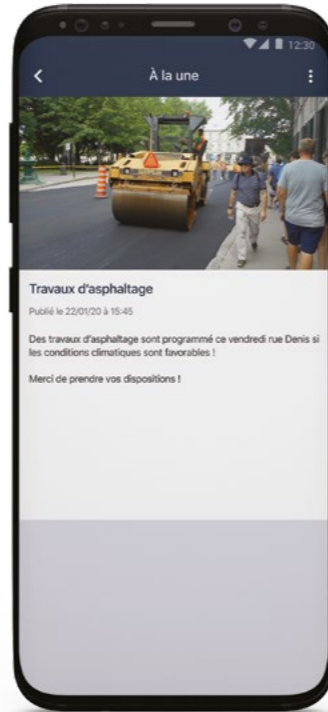 12:30
À la une
Travaux d'asphaltage
Publié le 22/01/20 à 15:45
Des travaux d'asphaltage sont programmé ce vendredi rue Denis si
les conditions climatiques sont favorables !
Merci de prendre vos dispositions !